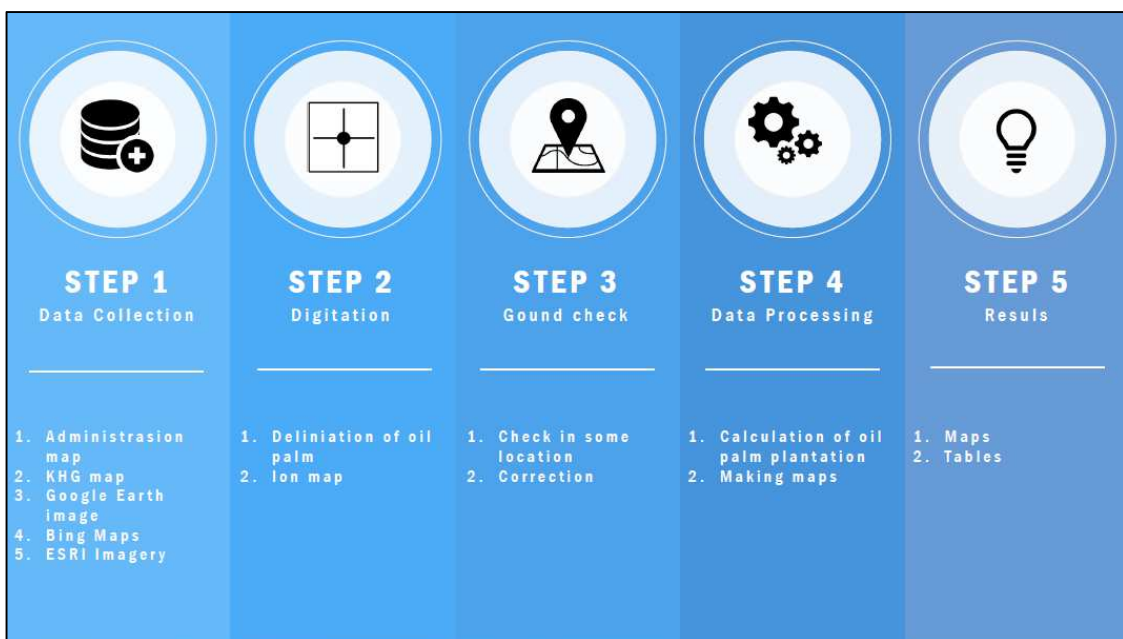 STEP 1
Data Collection
1. Administrasion
map
2. KHG map
3. Google Earth
image
4. Bing Maps
5. ESRI Imagery
STEP 2
Digitation
1. Deliniation of oil
palm
2. Ion map
STEP 3
Gound check
1. Check in some
location
2. Correction
STEP 4
Data Processing
1. Calculation of oil
palm plantation
2. Making maps
STEP 5
Resuls
1. Maps
2. Tables